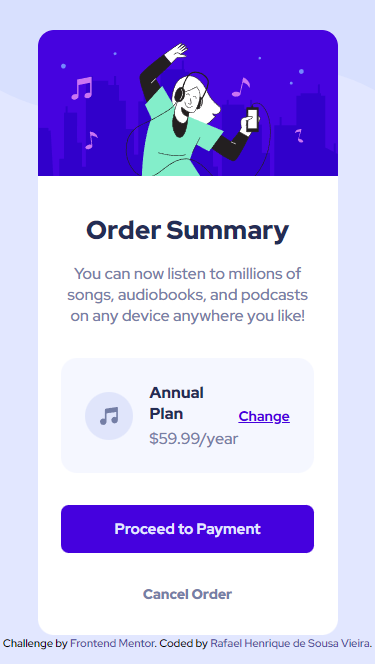 Order Summary
You can now listen to millions of
songs, audiobooks, and podcasts
on any device anywhere you like!
Annual
Plan
Change
$59.99/year
Proceed to Payment
Cancel Order
Challenge by Frontend Mentor. Coded by Rafael Henrique de Sousa Vieira.